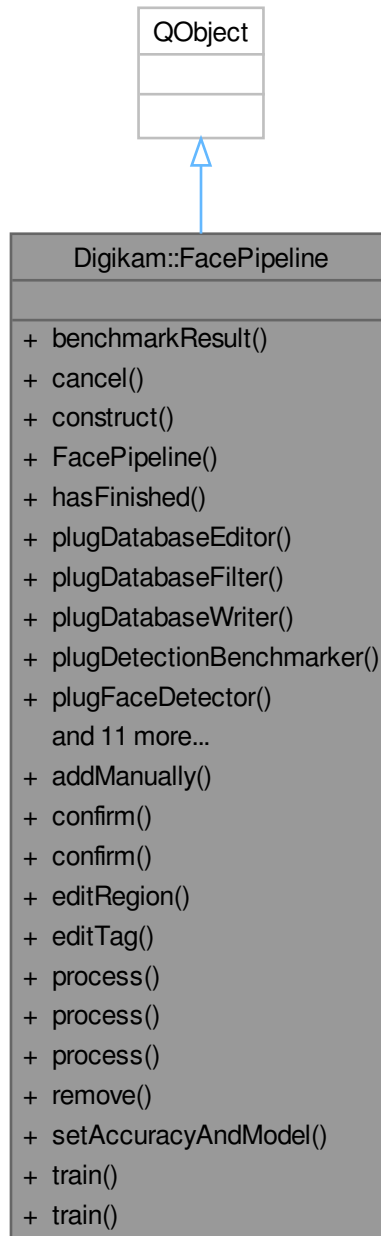 QObject
Digikam::FacePipeline
+ benchmarkResult()
+ cancel()
+ construct()
+ FacePipeline()
+ hasFinished()
+ plugDatabaseEditor()
+ plugDatabaseFilter()
+ plugDatabaseWriter()
+ plugDetectionBenchmarker()
+ plugFaceDetector()
and 11 more...
+ addManually()
+ confirm()
+ confirm()
+ editRegion()
+ editTag()
+ process()
+ process()
+ process()
+ remove()
+ setAccuracyAndModel()
+ train()
+ train()